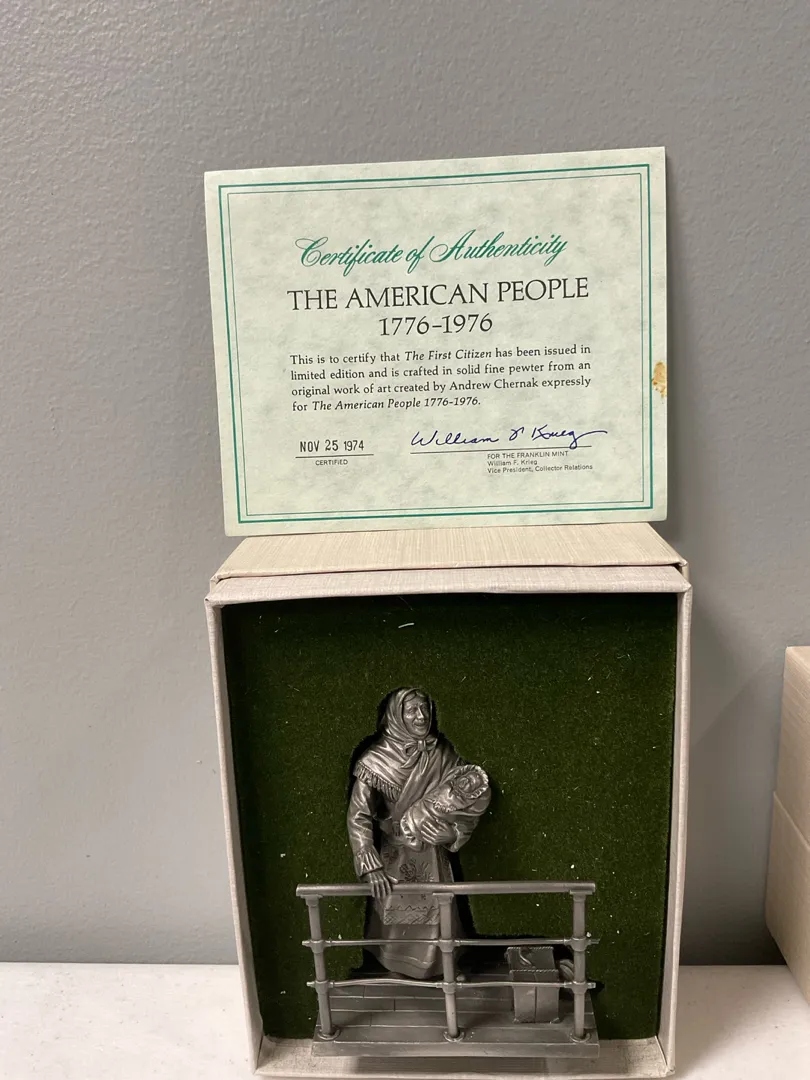 Certificate of Authenticity
THE AMERICAN PEOPLE
1776-1976
This is to certify that The First Citizen has been issued in
limited edition and is crafted in solid fine pewter from an
original work of art created by Andrew Chernak expressly
for The American People 1776-1976.
NOV 25 1974
CERTIFIED
William F. Krieg
FOR THE FRANKLIN MINT
William F. Krieg
Vice President, Collector Relations